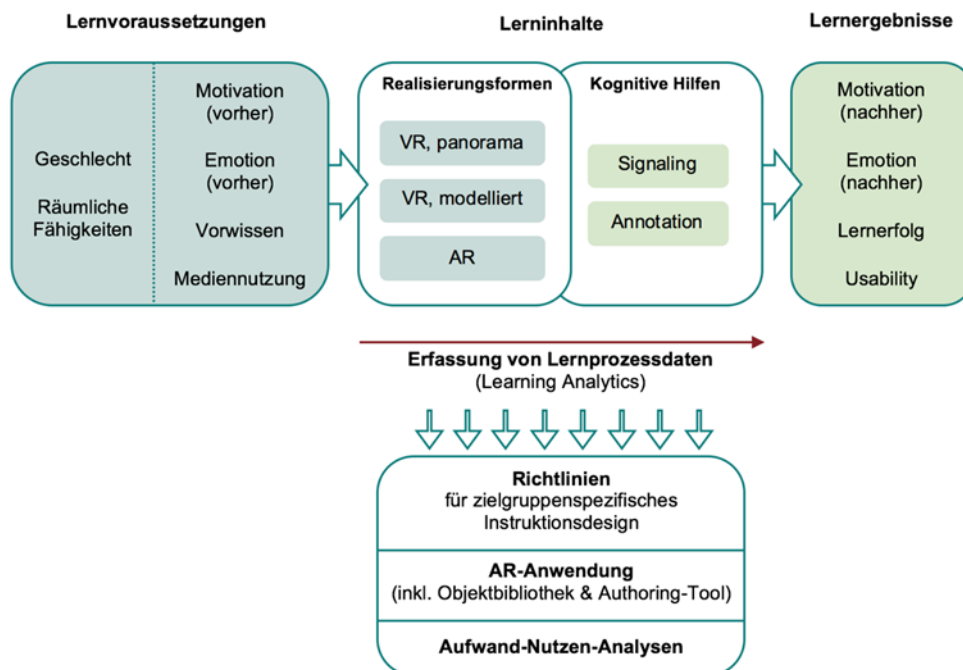 Lernvoraussetzungen
Lerninhalte
Lernergebnisse
Geschlecht
Räumliche
Fähigkeiten
Motivation
(vorher)
Emotion
(vorher)
Vorwissen
Mediennutzung
Realisierungsformen
VR, panorama
VR, modelliert
AR
Kognitive Hilfen
Signaling
Annotation
Motivation
(nachher)
Emotion
(nachher)
Lernerfolg
Usability
Erfassung von Lernprozessdaten
(Learning Analytics)
Richtlinien
für zielgruppenspezifisches
Instruktionsdesign
AR-Anwendung
(inkl. Objektbibliothek & Authoring-Tool)
Aufwand-Nutzen-Analysen